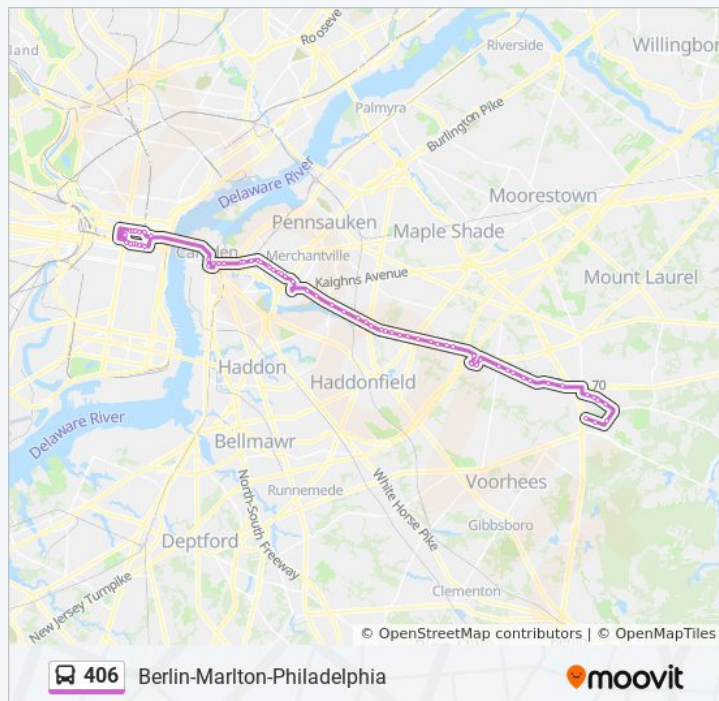 land
Rooseve
Riverside
Willingboro
Palmyra
Burlington Pike
Delaware River
Moorestown
Pennsauken
Maple Shade
Camden
Merchantville
Kaighns Avenue
Mount Laurel
70
Haddon
Haddonfield
Delaware River
Bellmawr
Voorhees
Runnemede
White Horse Pike
North-South Freeway
Gibbsboro
Deptford
Clementon
New Jersey Turnpike
© OpenStreetMap contributors | © OpenMapTiles
406 Berlin-Marlton-Philadelphia
moovit